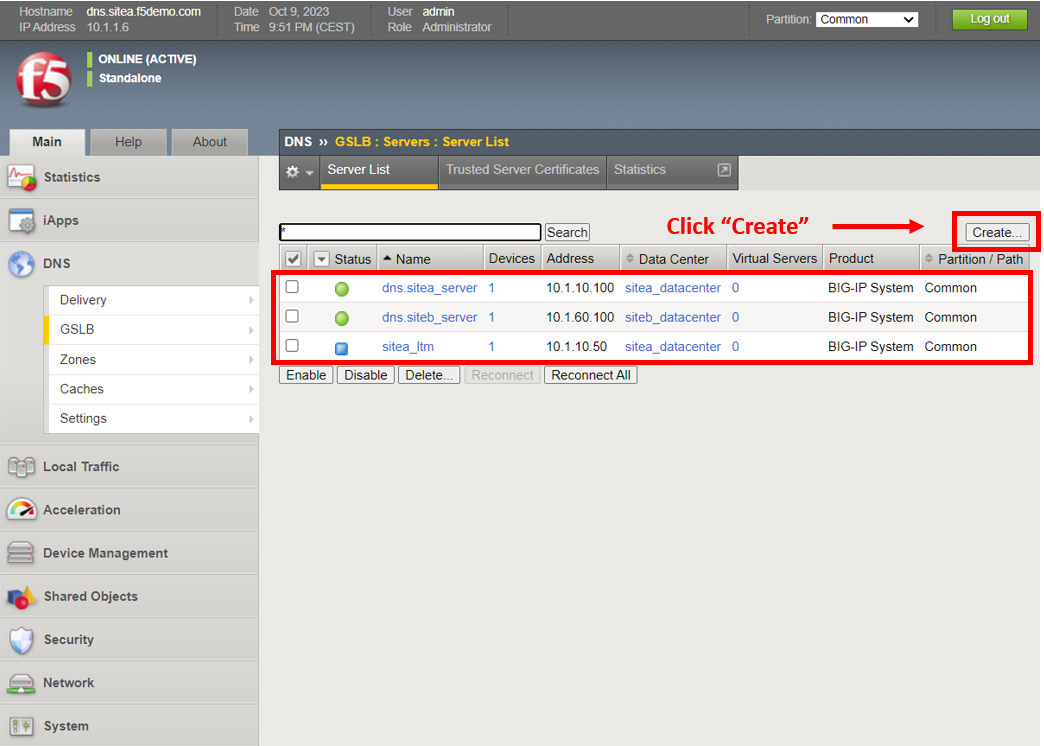 Hostname dns.sitea.f5demo.com Date Oct 9, 2023 User admin
IP Address 10.1.1.6 Time 9:51 PM (CEST) Role Administrator
Partition: Common Log out
f5
ONLINE (ACTIVE)
Standalone
Main Help About
DNS ›› GSLB : Servers : Server List
Server List Trusted Server Certificates Statistics
Statistics
iApps
DNS
Delivery
GSLB
Zones
Caches
Settings
Local Traffic
Acceleration
Device Management
Shared Objects
Security
Network
System
Click “Create”
* Search Create...
Status Name Devices Address Data Center Virtual Servers Product Partition / Path
dns.sitea_server 1 10.1.10.100 sitea_datacenter 0 BIG-IP System Common
dns.siteb_server 1 10.1.60.100 siteb_datacenter 0 BIG-IP System Common
sitea_ltm 1 10.1.10.50 sitea_datacenter 0 BIG-IP System Common
Enable Disable Delete... Reconnect Reconnect All